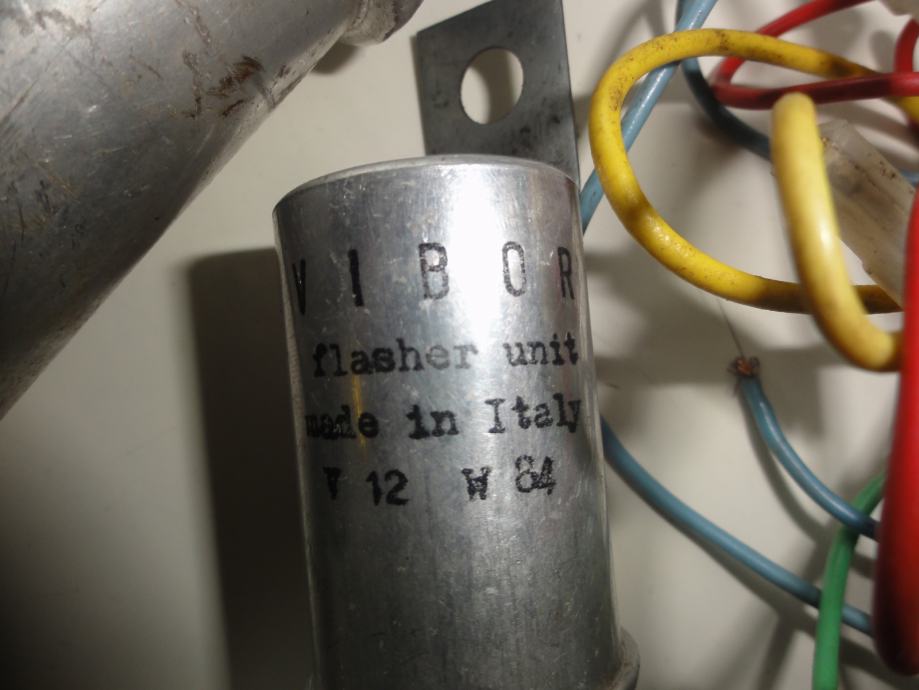 VIBOR
flasher unit
made in Italy
V 12 W 84